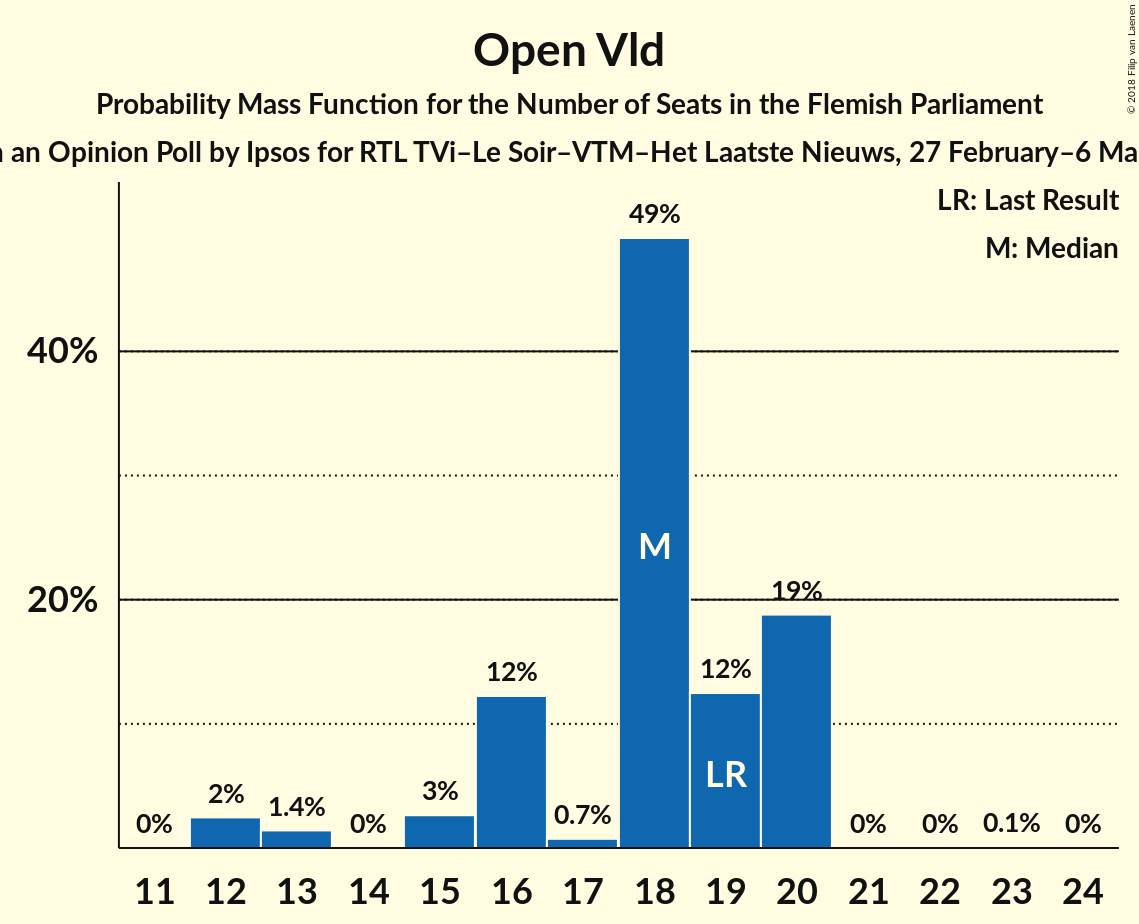 Open Vld
Probability Mass Function for the Number of Seats in the Flemish Parliament
an Opinion Poll by Ipsos for RTL TVi–Le Soir–VTM–Het Laatste Nieuws, 27 February–6 Ma
© 2018 Filip van Laenen
LR: Last Result
M: Median
49%
40%
M
20%
19%
12%
12%
LR
2%
1.4%
3%
0.7%
0%
0%
0%
0%
0.1%
0%
11 12 13 14 15 16 17 18 19 20 21 22 23 24